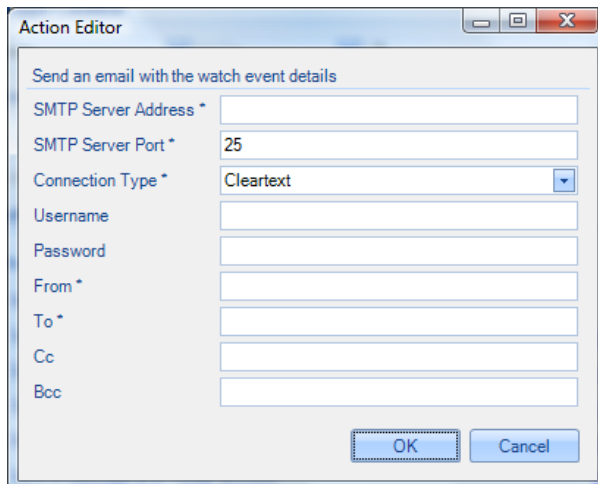 Action Editor
Send an email with the watch event details
SMTP Server Address *
SMTP Server Port * 25
Connection Type * Cleartext
Username
Password
From *
To *
Cc
Bcc
OK Cancel